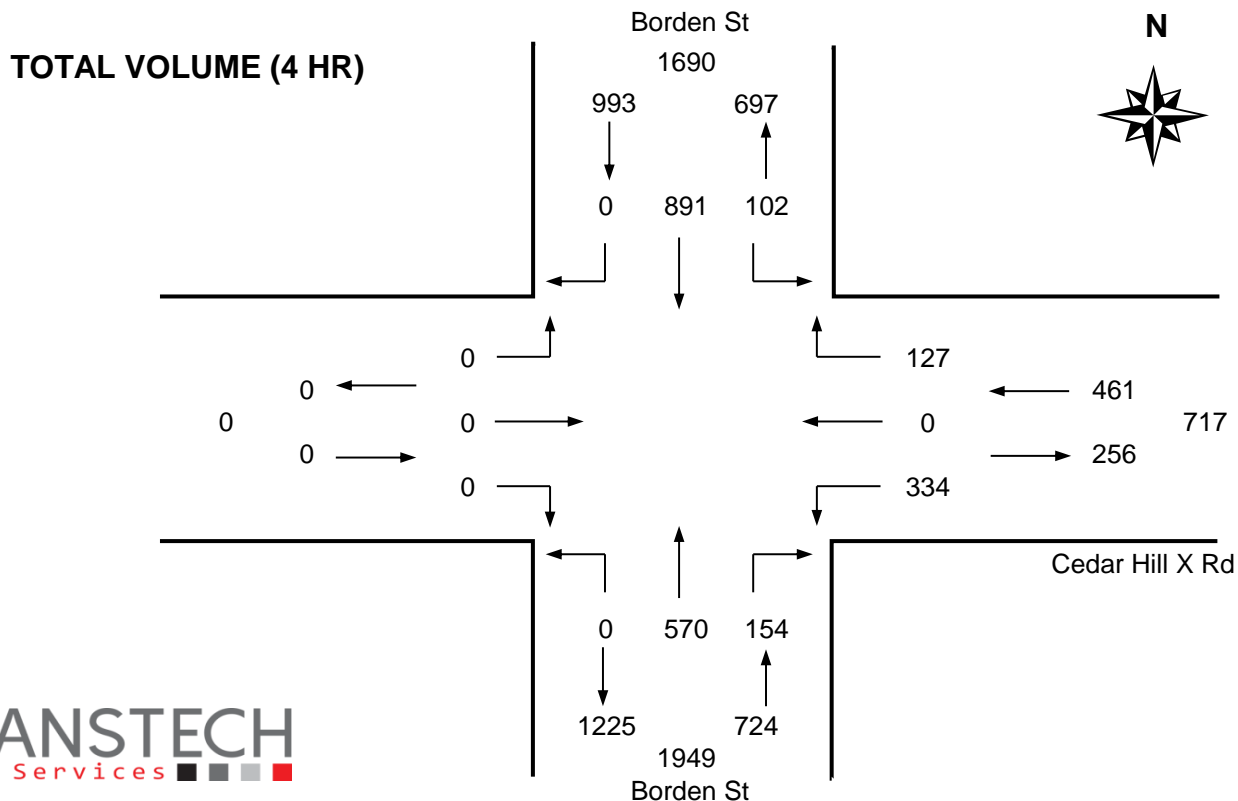 Borden St
N
TOTAL VOLUME (4 HR)
1690
993 697
0 891 102
0 127
0 461
0 0 0 717
0 256
0 334
Cedar Hill X Rd
0 570 154
1225 724
1949
Borden St
ANSTECH
Services